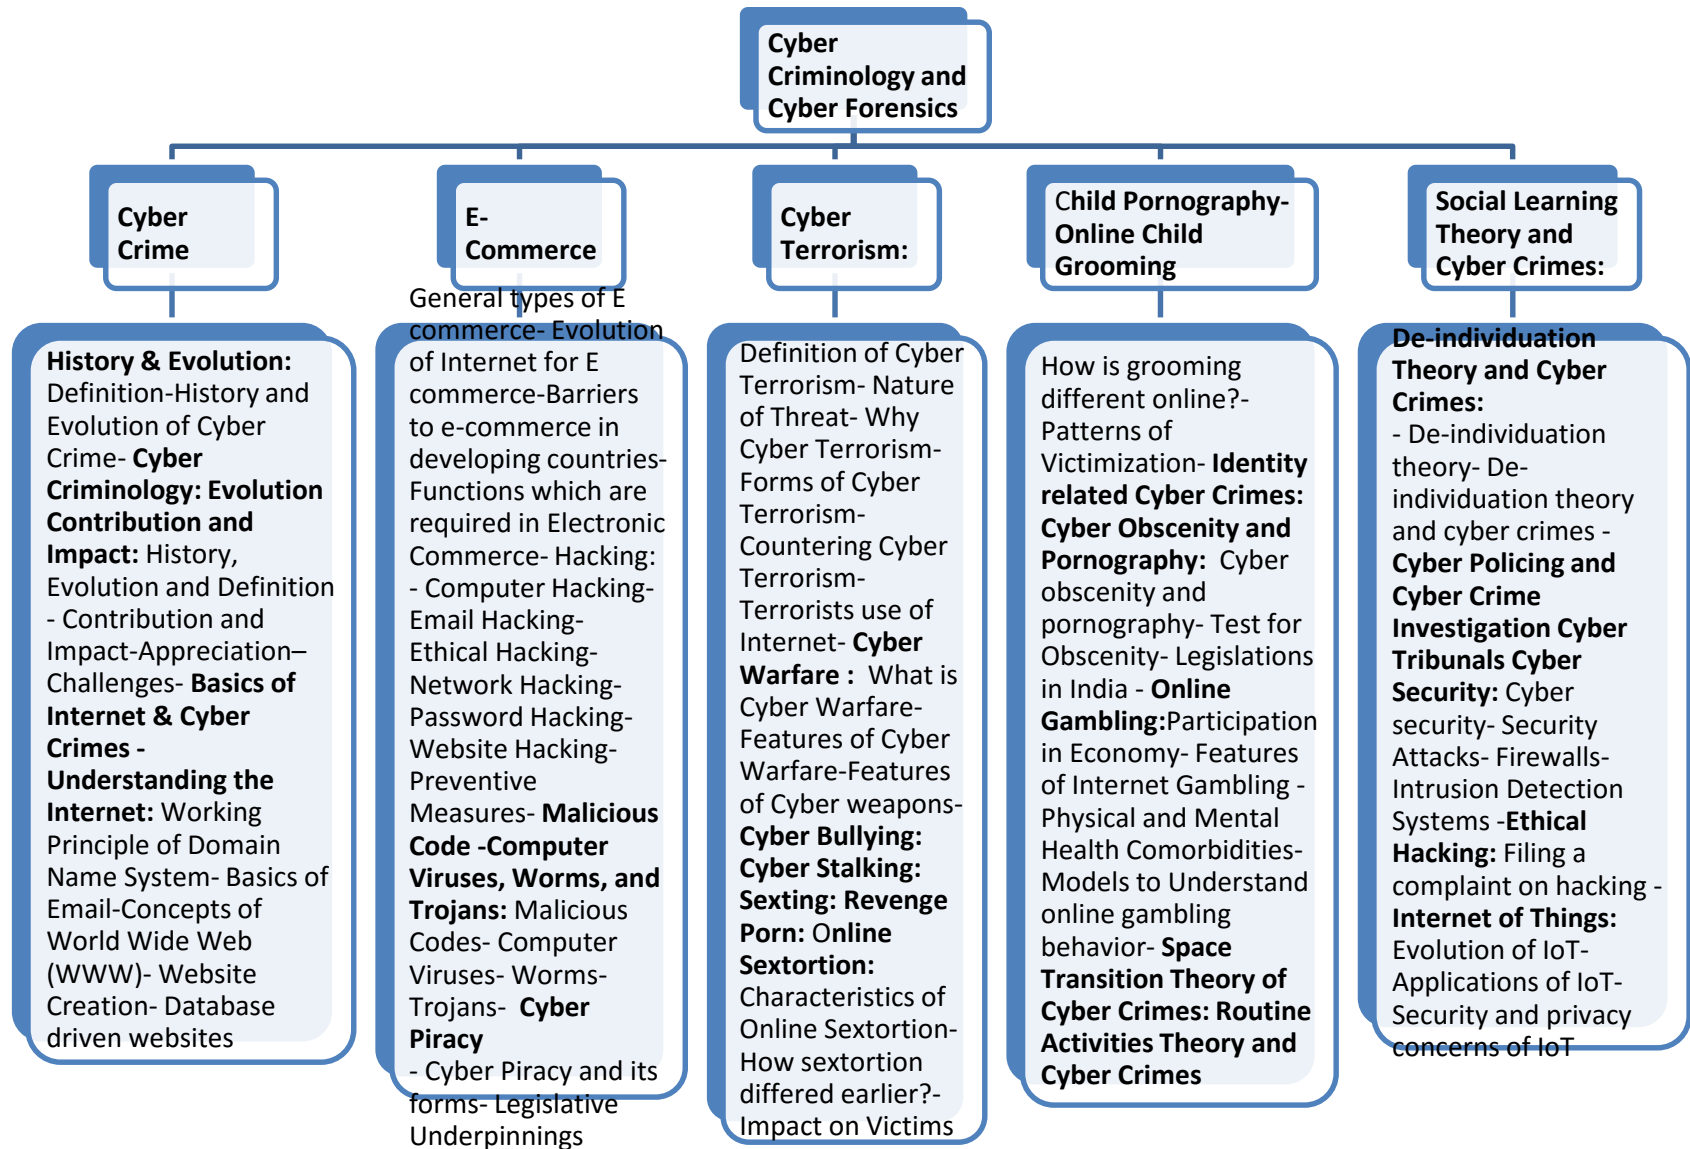 Cyber
Criminology and
Cyber Forensics
Cyber
Crime
History & Evolution:
Definition-History and
Evolution of Cyber
Crime- Cyber
Criminology: Evolution
Contribution and
Impact: History,
Evolution and Definition
- Contribution and
Impact-Appreciation–
Challenges- Basics of
Internet & Cyber
Crimes -
Understanding the
Internet: Working
Principle of Domain
Name System- Basics of
Email-Concepts of
World Wide Web
(WWW)- Website
Creation- Database
driven websites
E-
Commerce
General types of E
commerce- Evolution
of Internet for E
commerce-Barriers
to e-commerce in
developing countries-
Functions which are
required in Electronic
Commerce- Hacking:
- Computer Hacking-
Email Hacking-
Ethical Hacking-
Network Hacking-
Password Hacking-
Website Hacking-
Preventive
Measures- Malicious
Code -Computer
Viruses, Worms, and
Trojans: Malicious
Codes- Computer
Viruses- Worms-
Trojans- Cyber
Piracy
- Cyber Piracy and its
forms- Legislative
Underpinnings
Cyber
Terrorism:
Definition of Cyber
Terrorism- Nature
of Threat- Why
Cyber Terrorism-
Forms of Cyber
Terrorism-
Countering Cyber
Terrorism-
Terrorists use of
Internet- Cyber
Warfare : What is
Cyber Warfare-
Features of Cyber
Warfare-Features
of Cyber weapons-
Cyber Bullying:
Cyber Stalking:
Sexting: Revenge
Porn: Online
Sextortion:
Characteristics of
Online Sextortion-
How sextortion
differed earlier?-
Impact on Victims
Child Pornography-
Online Child
Grooming
How is grooming
different online?-
Patterns of
Victimization- Identity
related Cyber Crimes:
Cyber Obscenity and
Pornography: Cyber
obscenity and
pornography- Test for
Obscenity- Legislations
in India - Online
Gambling:Participation
in Economy- Features
of Internet Gambling -
Physical and Mental
Health Comorbidities-
Models to Understand
online gambling
behavior- Space
Transition Theory of
Cyber Crimes: Routine
Activities Theory and
Cyber Crimes
Social Learning
Theory and
Cyber Crimes:
De-individuation
Theory and Cyber
Crimes:
- De-individuation
theory- De-
individuation theory
and cyber crimes -
Cyber Policing and
Cyber Crime
Investigation Cyber
Tribunals Cyber
Security: Cyber
security- Security
Attacks- Firewalls-
Intrusion Detection
Systems -Ethical
Hacking: Filing a
complaint on hacking -
Internet of Things:
Evolution of IoT-
Applications of IoT-
Security and privacy
concerns of IoT